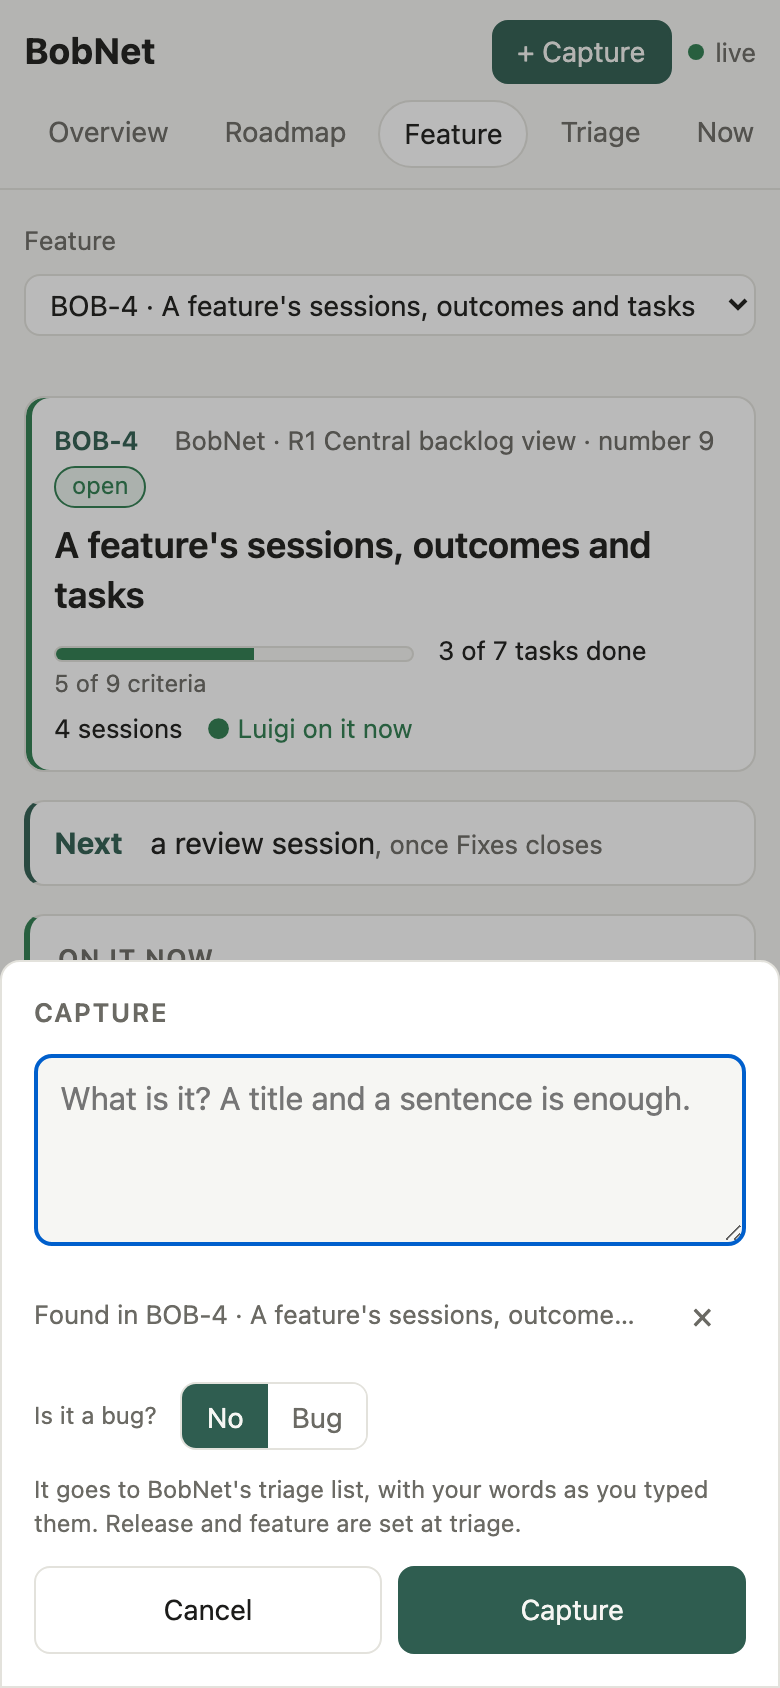 BobNet
+ Capture
live
Overview
Roadmap
Feature
Triage
Now
Feature
BOB-4 · A feature's sessions, outcomes and tasks
BOB-4
BobNet · R1 Central backlog view · number 9
open
A feature's sessions, outcomes and
tasks
3 of 7 tasks done
5 of 9 criteria
4 sessions
Luigi on it now
Next
a review session, once Fixes closes
ON IT NOW
CAPTURE
What is it? A title and a sentence is enough.
Found in BOB-4 · A feature's sessions, outcome...
×
Is it a bug?
No
Bug
It goes to BobNet's triage list, with your words as you typed
them. Release and feature are set at triage.
Cancel
Capture